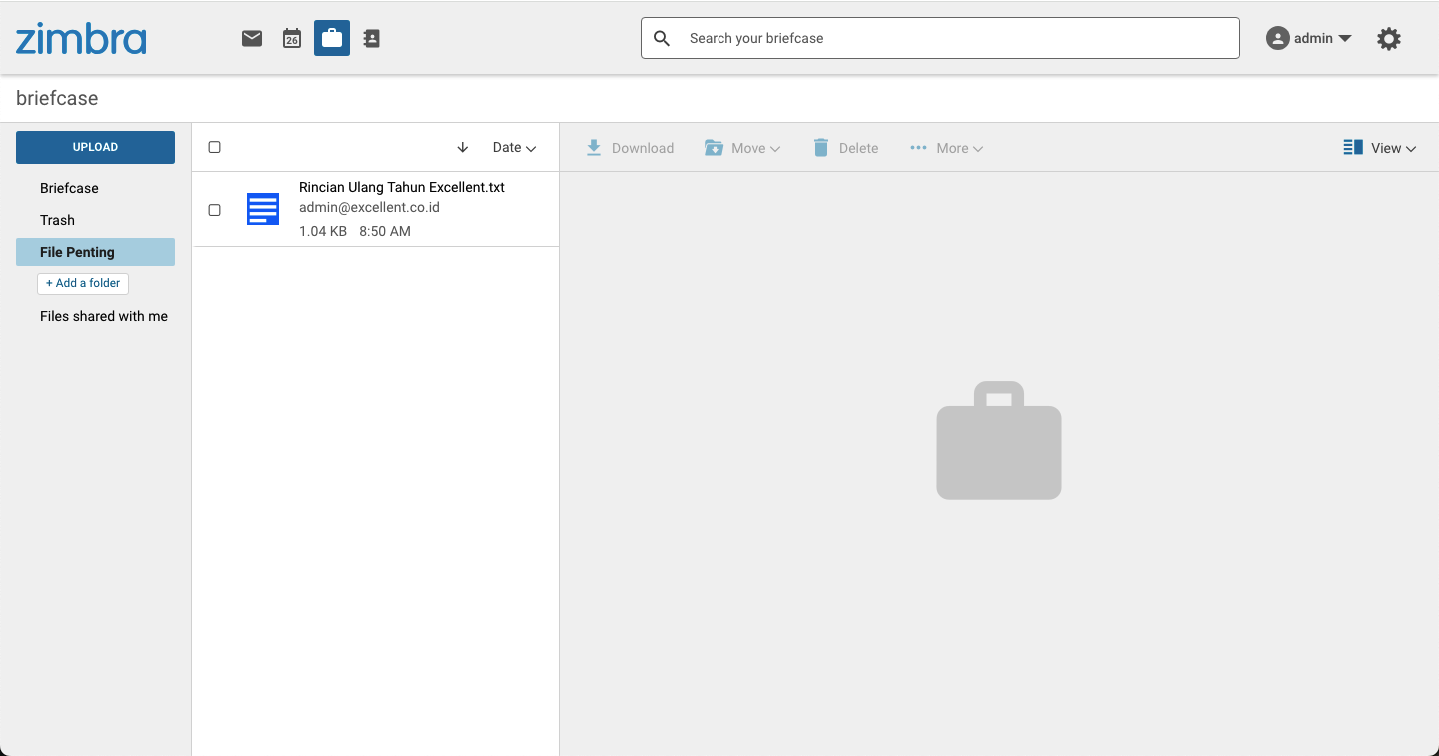 zimbra
26
Search your briefcase
admin
briefcase
UPLOAD
Briefcase
Trash
File Penting
+ Add a folder
Files shared with me
Date
Rincian Ulang Tahun Excellent.txt
admin@excellent.co.id
1.04 KB 8:50 AM
Download Move Delete More View